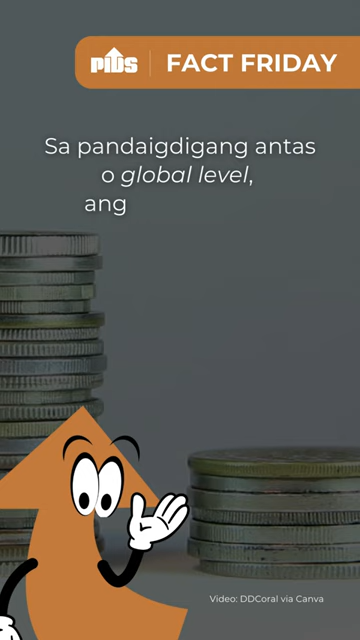 pids
FACT FRIDAY
Sa pandaigdigang antas
o global level,
ang
Video: DDCoral via Canva